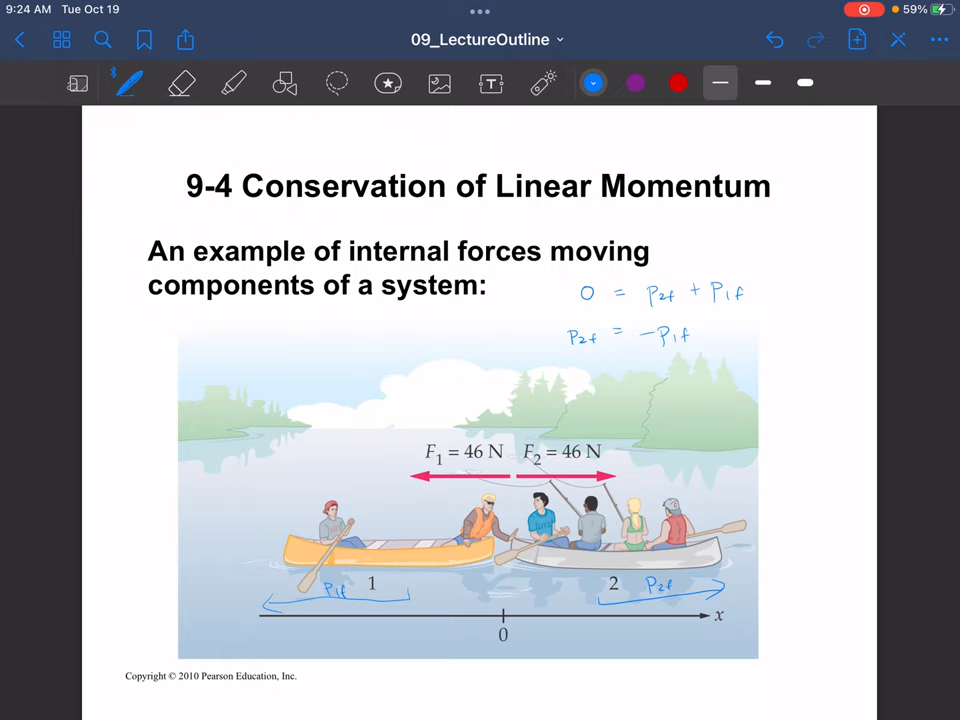 9:24 AM Tue Oct 19
59%
09_LectureOutline
9-4 Conservation of Linear Momentum
An example of internal forces moving
components of a system:
0 = P2f + P1f
P2f = -P1f
F1 = 46 N F2 = 46 N
1 2
P1f P2f
x
0
Copyright © 2010 Pearson Education, Inc.